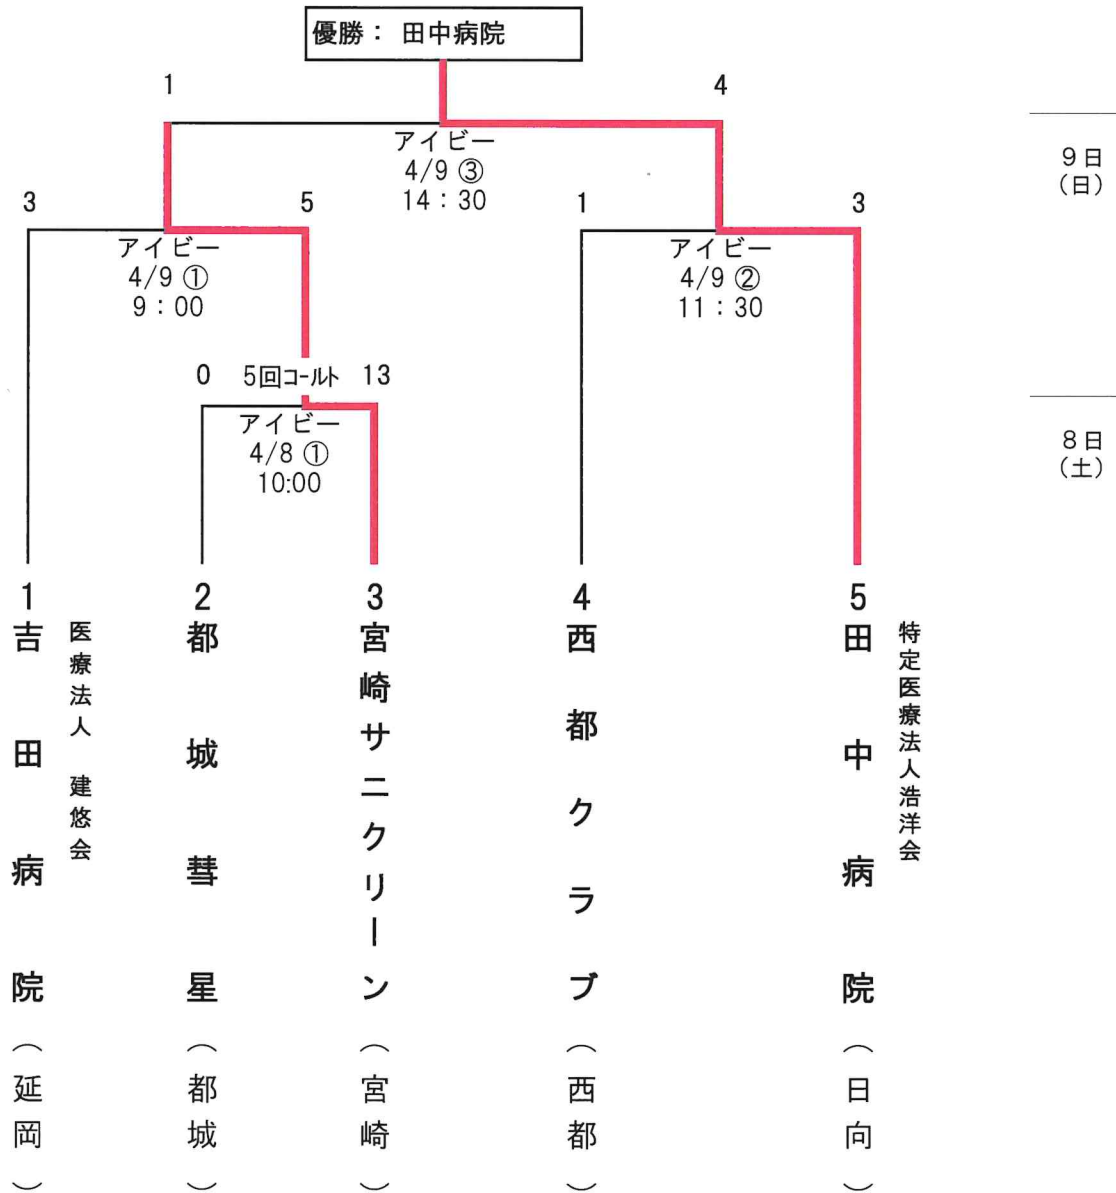 優勝： 田中病院
1
4
アイビー
4/9 ③
14：30
9日
（日）
3
5
1
3
アイビー
4/9 ①
9：00
アイビー
4/9 ②
11：30
0 5回コールト 13
アイビー
4/8 ①
10:00
8日
（土）
1
吉田病院（延岡）
医療法人 建悠会
2
都城彗星（都城）
3
宮崎サニクリーン（宮崎）
4
西都クラブ（西都）
5
田中病院（日向）
特定医療法人浩洋会